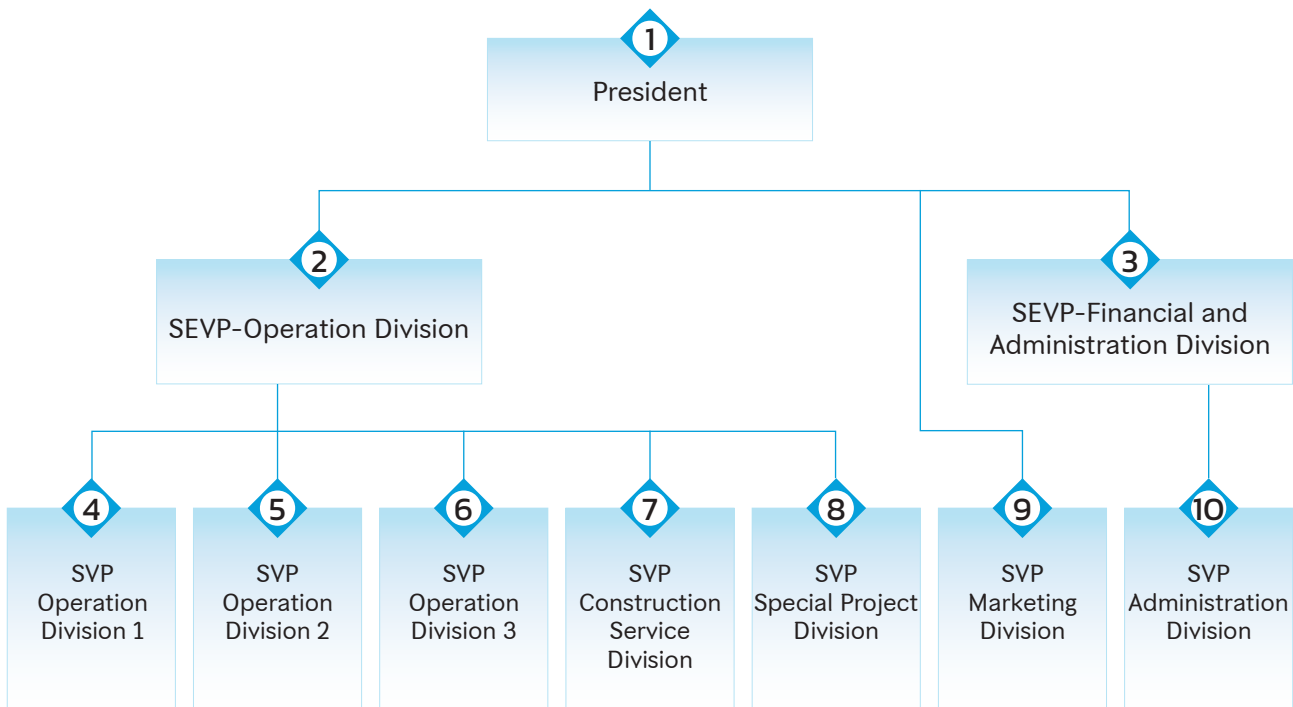 1
President
2
SEVP-Operation Division
3
SEVP-Financial and
Administration Division
4
SVP
Operation
Division 1
5
SVP
Operation
Division 2
6
SVP
Operation
Division 3
7
SVP
Construction
Service
Division
8
SVP
Special Project
Division
9
SVP
Marketing
Division
10
SVP
Administration
Division